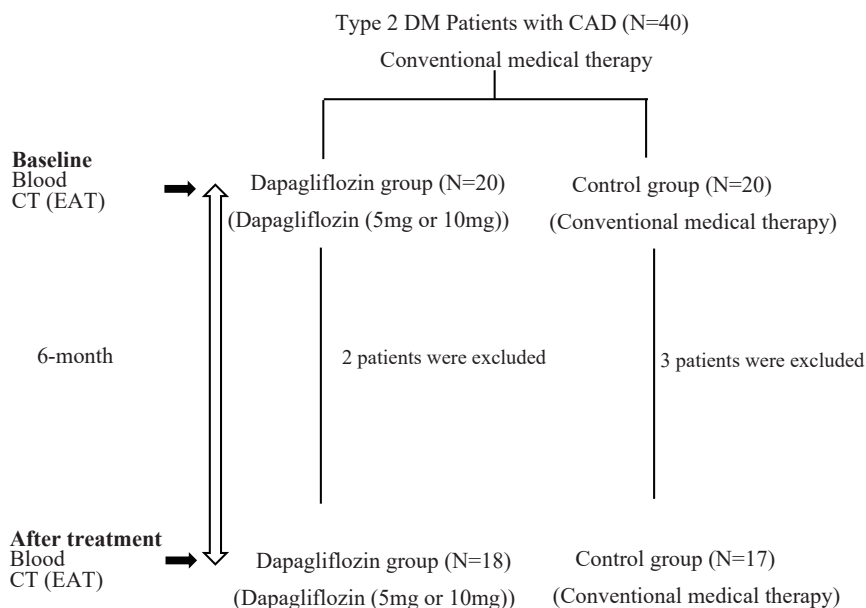 Type 2 DM Patients with CAD (N=40)
Conventional medical therapy
Baseline
Blood
CT (EAT)
Dapagliflozin group (N=20)
(Dapagliflozin (5mg or 10mg))
Control group (N=20)
(Conventional medical therapy)
6-month
2 patients were excluded
3 patients were excluded
After treatment
Blood
CT (EAT)
Dapagliflozin group (N=18)
(Dapagliflozin (5mg or 10mg))
Control group (N=17)
(Conventional medical therapy)